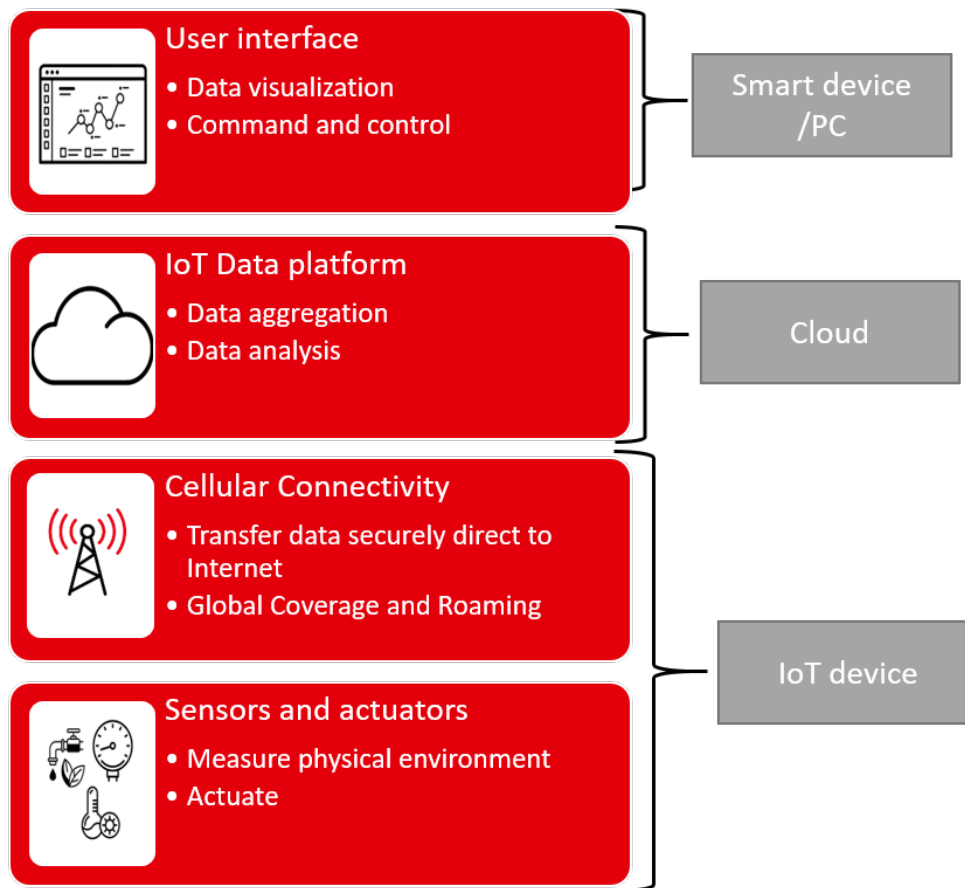 User interface
• Data visualization
• Command and control
Smart device
/PC
IoT Data platform
• Data aggregation
• Data analysis
Cloud
Cellular Connectivity
• Transfer data securely direct to
Internet
• Global Coverage and Roaming
IoT device
Sensors and actuators
• Measure physical environment
• Actuate